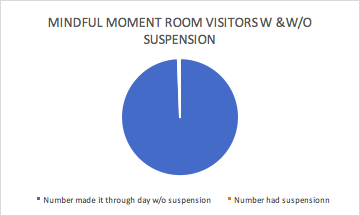 MINDFUL MOMENT ROOM VISITORS W &W/O
SUSPENSION
Number made it through day w/o suspension
Number had suspensionn